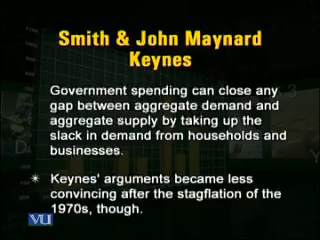 Smith & John Maynard
Keynes
Government spending can close any
gap between aggregate demand and
aggregate supply by taking up the
slack in demand from households and
businesses.
✶ Keynes' arguments became less
convincing after the stagflation of the
1970s, though.
VU